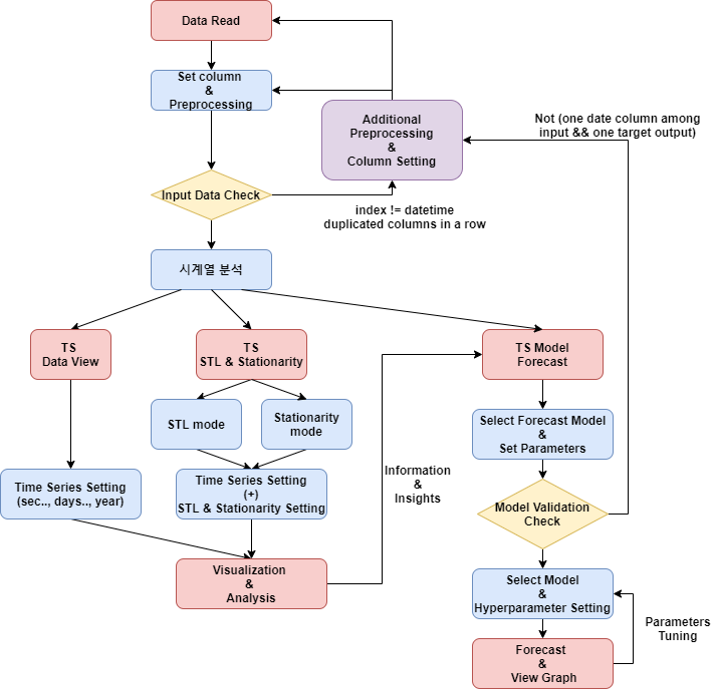 Data Read
Set column
&
Preprocessing
Additional
Preprocessing
&
Column Setting
Not (one date column among
input && one target output)
Input Data Check
index != datetime
duplicated columns in a row
시계열 분석
TS
Data View
TS
STL & Stationarity
TS Model
Forecast
STL mode
Stationarity
mode
Select Forecast Model
&
Set Parameters
Time Series Setting
(sec.., days.., year)
Time Series Setting
(+)
STL & Stationarity Setting
Information
&
Insights
Model Validation
Check
Visualization
&
Analysis
Select Model
&
Hyperparameter Setting
Parameters
Tuning
Forecast
&
View Graph